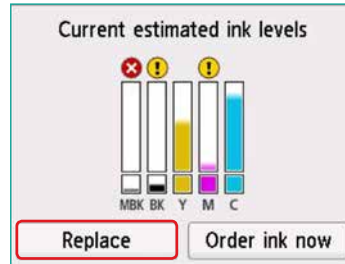 Current estimated ink levels
MBK BK Y M C
Replace Order ink now